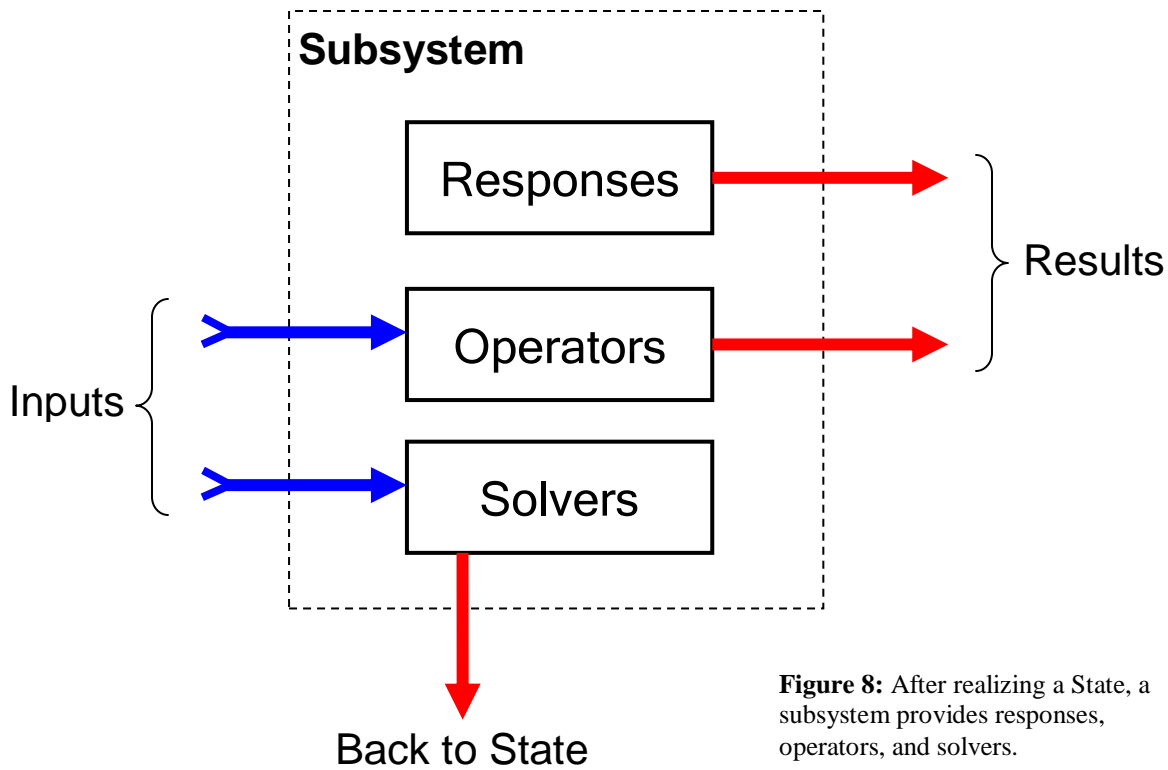 Subsystem
Responses
Results
Operators
Inputs
Solvers
Back to State
Figure 8: After realizing a State, a
subsystem provides responses,
operators, and solvers.